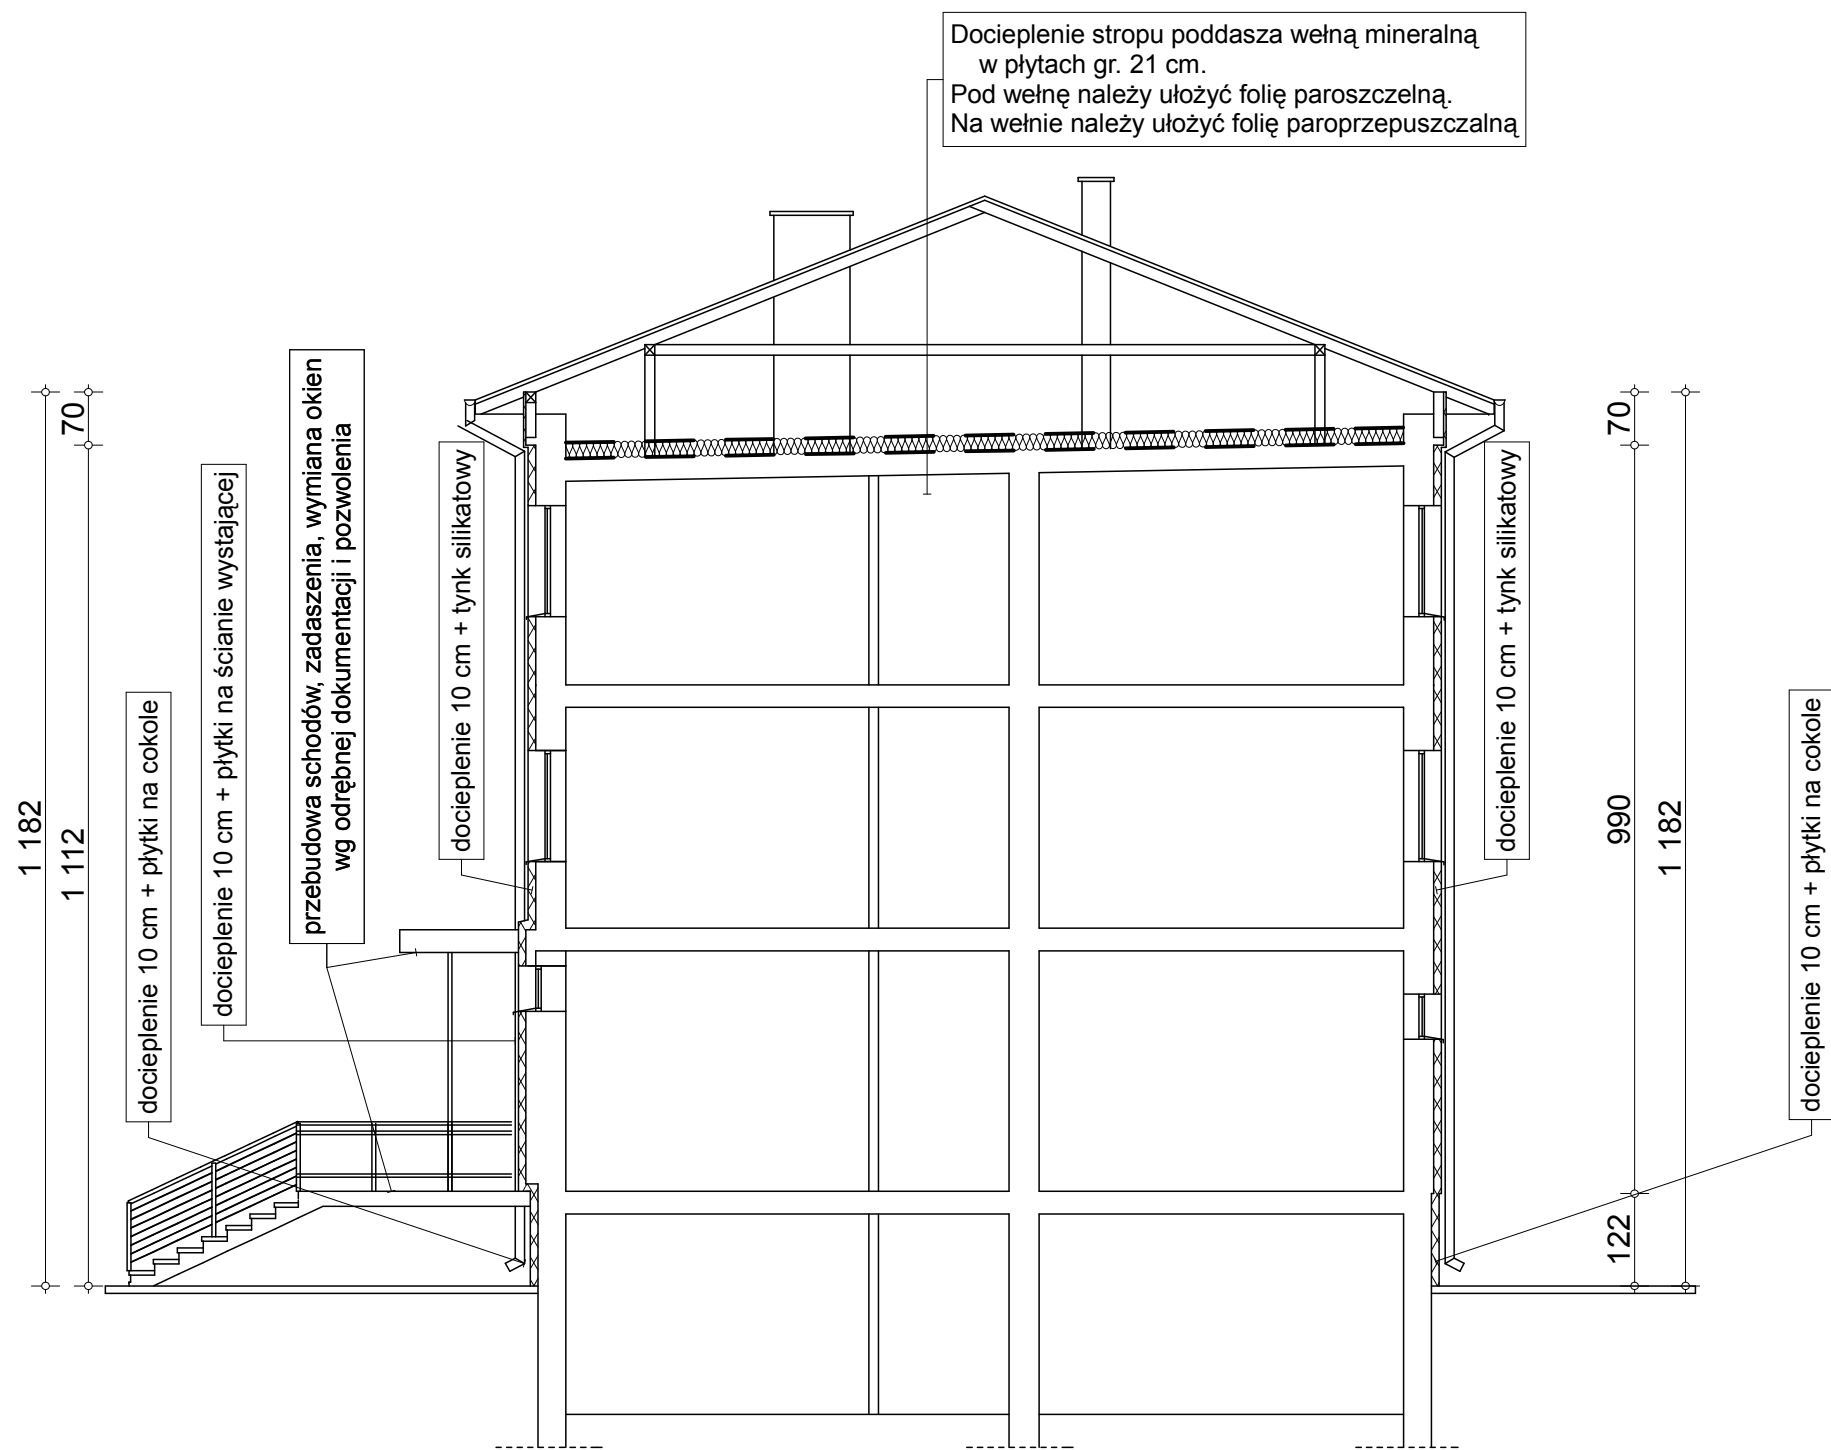 Docieplenie stropu poddasza wełną mineralną
w płytach gr. 21 cm.
Pod wełnę należy ułożyć folię paroszczelną.
Na wełnie należy ułożyć folię paroprzepuszczalną
1 182
70
1 112
docieplenie 10 cm + płytki na cokole
docieplenie 10 cm + płytki na ścianie wystającej
przebudowa schodów, zadaszenia, wymiana okien
wg odrębnej dokumentacji i pozwolenia
docieplenie 10 cm + tynk silikatowy
docieplenie 10 cm + tynk silikatowy
70
990
122
1 182
docieplenie 10 cm + płytki na cokole